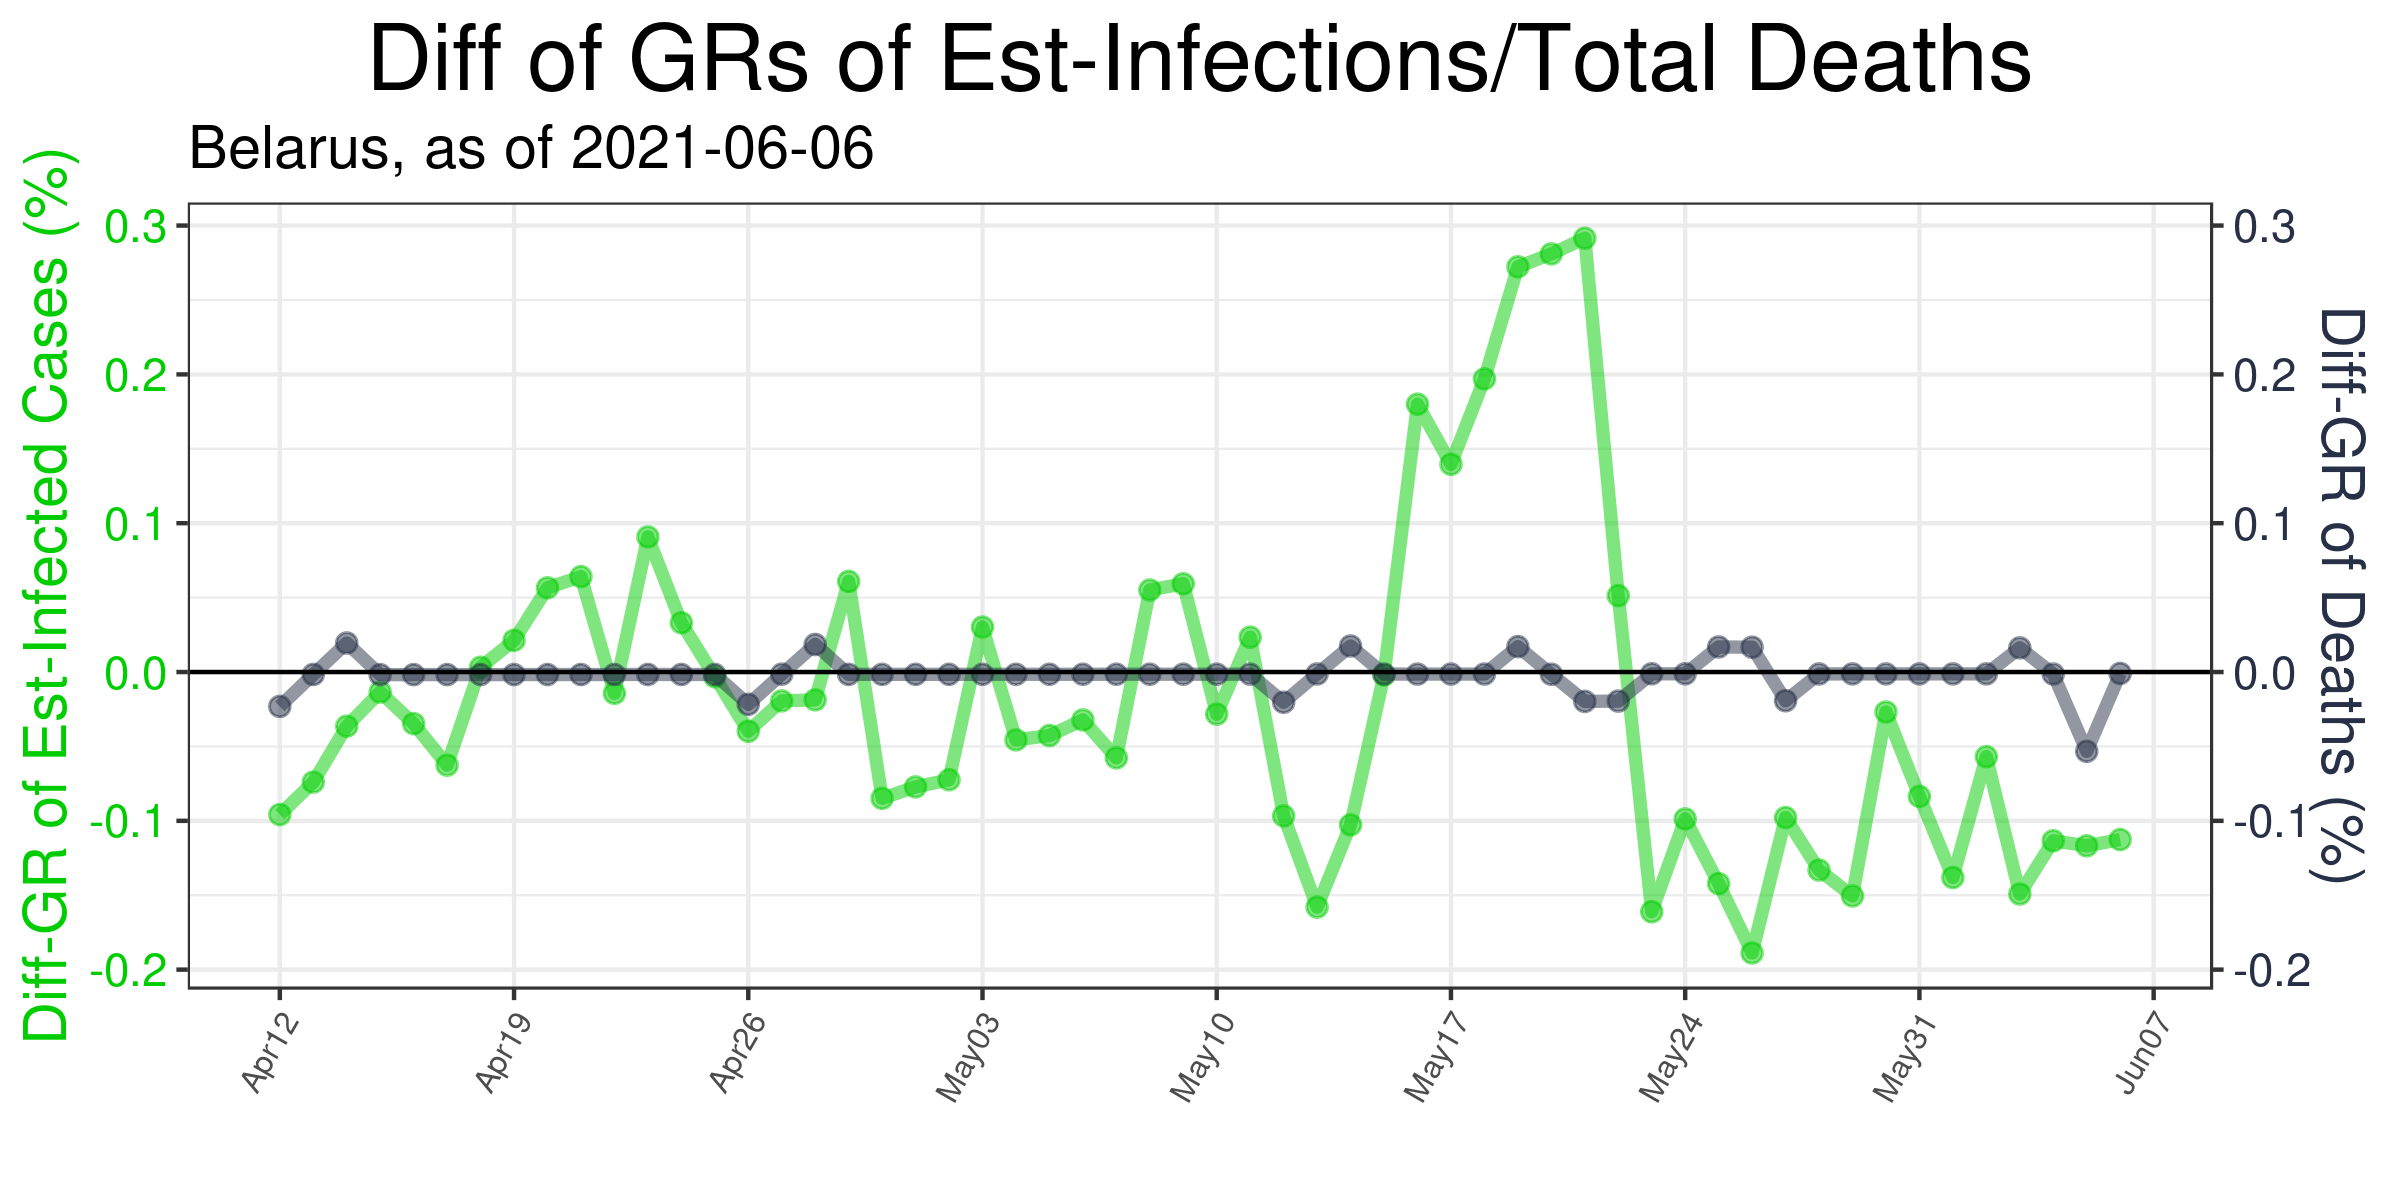 Diff of GRs of Est-Infections/Total Deaths
Belarus, as of 2021-06-06
Diff-GR of Est-Infected Cases (%)
0.3
0.2
0.1
0.0
-0.1
-0.2
0.3
0.2
0.1
0.0
-0.1
-0.2
Diff-GR of Deaths (%)
Apr12
Apr19
Apr26
May03
May10
May17
May24
May31
Jun07